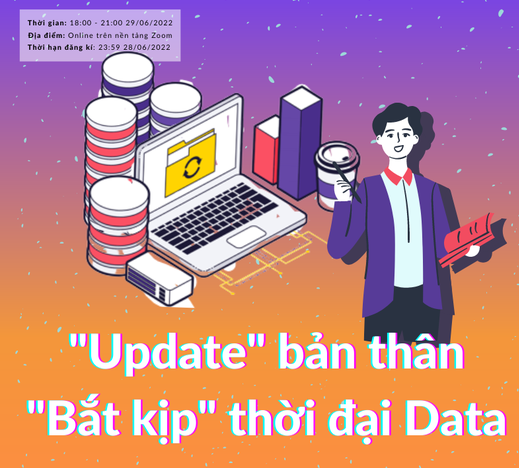 Thời gian: 18:00 - 21:00 29/06/2022
Địa điểm: Online trên nền tảng Zoom
Thời hạn đăng kí: 23:59 28/06/2022
"Update" bản thân
"Bắt kịp" thời đại Data